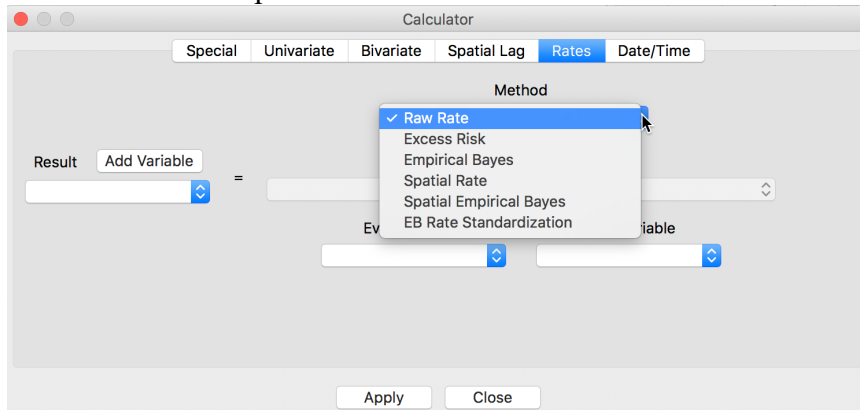 Calculator
Special Univariate Bivariate Spatial Lag Rates Date/Time
Method
✓ Raw Rate
Excess Risk
Empirical Bayes
Spatial Rate
Spatial Empirical Bayes
EB Rate Standardization
Result Add Variable
=
Ev iable
Apply Close